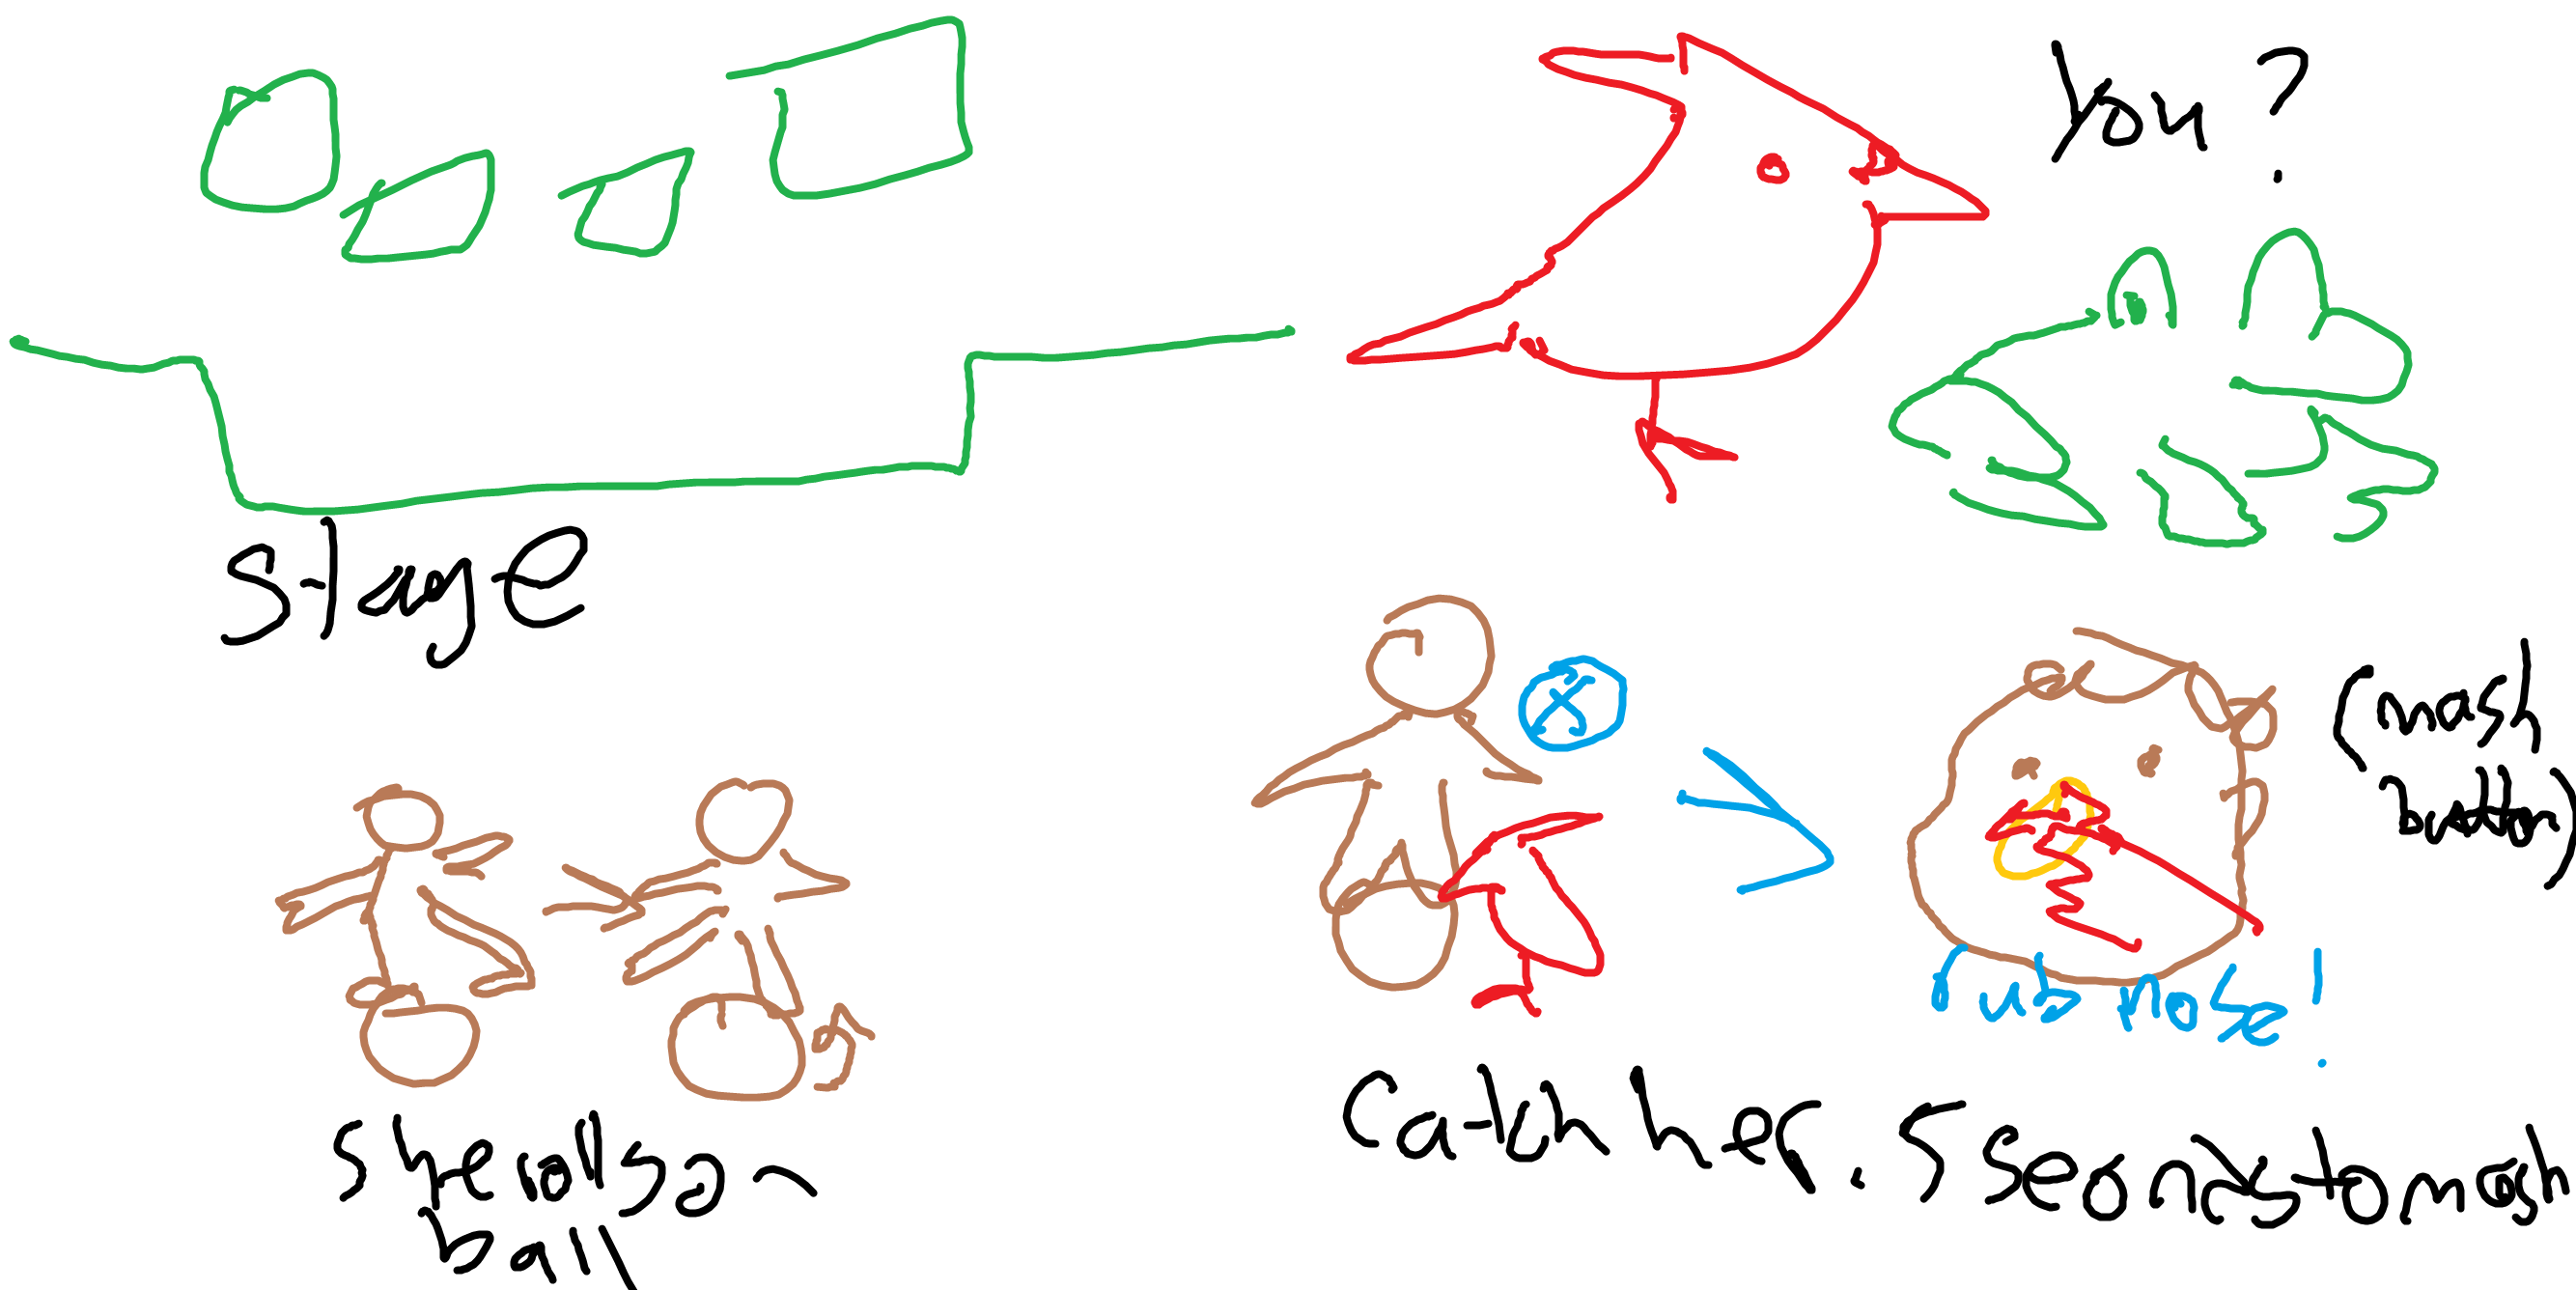 You?
Stage
(mash
button)
X
rub nose!
she rolls on
ball
Catch her. 5 seconds to mash